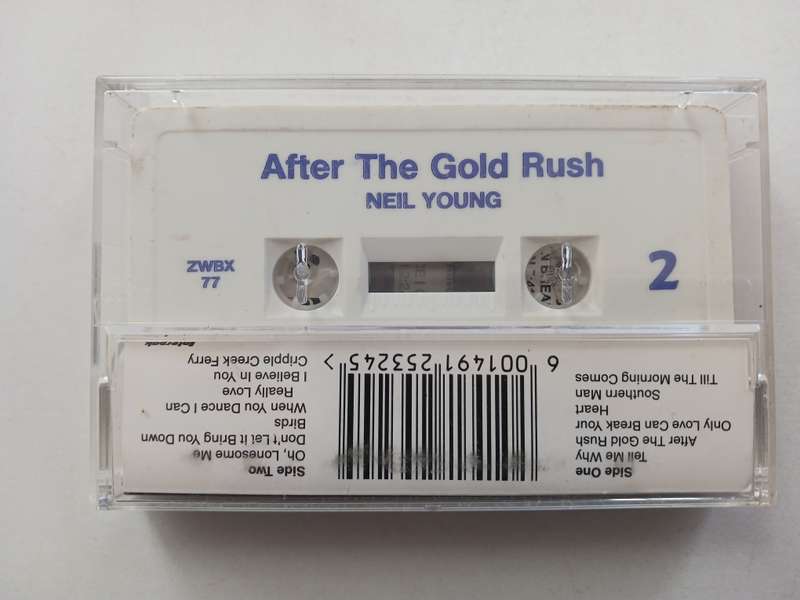 After The Gold Rush
NEIL YOUNG
ZWBX
77
2
Side One
Tell Me Why
After The Gold Rush
Only Love Can Break Your
Heart
Southern Man
Till The Morning Comes
6 001491 253245 >
Side Two
Oh, Lonesome Me
Don't Let it Bring You Down
Birds
When You Dance I Can
Really Love
I Believe in You
Cripple Creek Ferry
Interpak